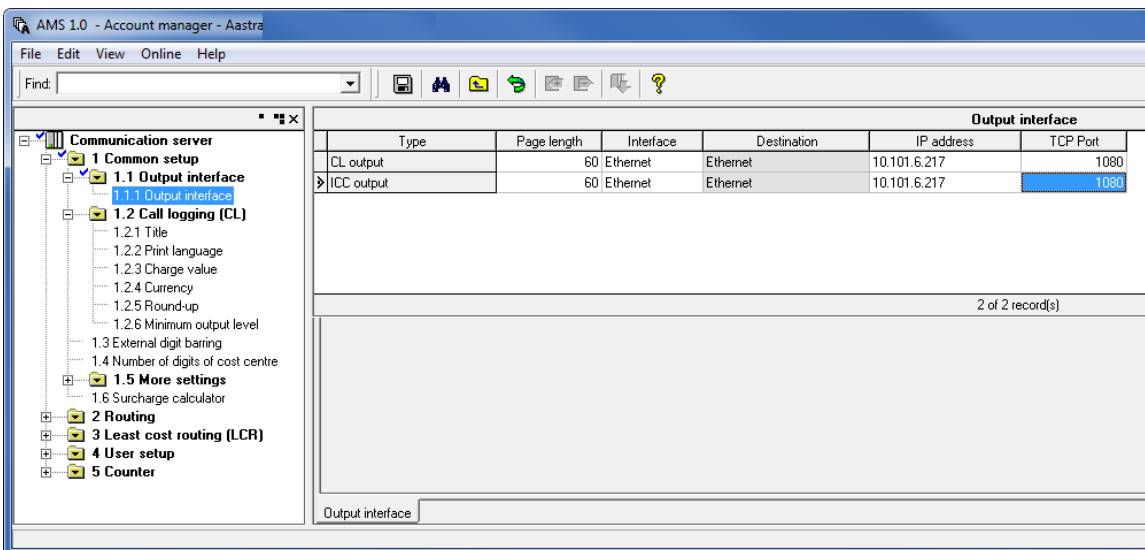 AMS 1.0 - Account manager - Aastra
File Edit View Online Help
Find:
Communication server
1 Common setup
1.1 Output interface
1.1.1 Output interface
1.2 Call logging (CL)
1.2.1 Title
1.2.2 Print language
1.2.3 Charge value
1.2.4 Currency
1.2.5 Round-up
1.2.6 Minimum output level
1.3 External digit barring
1.4 Number of digits of cost centre
1.5 More settings
1.6 Surcharge calculator
2 Routing
3 Least cost routing (LCR)
4 User setup
5 Counter
Output interface
Type Page length Interface Destination IP address TCP Port
CL output 60 Ethernet Ethernet 10.101.6.217 1080
ICC output 60 Ethernet Ethernet 10.101.6.217 1080
2 of 2 record(s)
Output interface